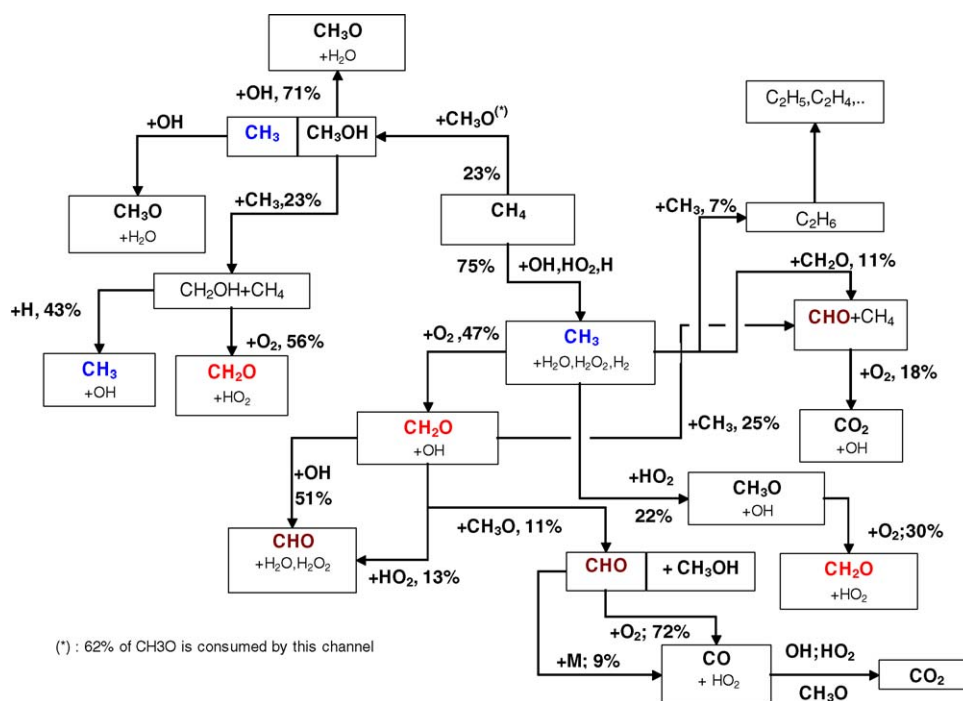 CH₃O
+H₂O
+OH, 71%
C₂H₅,C₂H₄,..
+OH
CH₃
CH₃OH
+CH₃O(*)
23%
+CH₃,23%
CH₄
+CH₃, 7%
C₂H₆
CH₃O
+H₂O
75%
+OH,HO₂,H
+CH₂O, 11%
CH₂OH+CH₄
+H, 43%
CHO+CH₄
+O₂, 56%
+O₂ ,47%
CH₃
+H₂O,H₂O₂,H₂
CH₃
+OH
CH₂O
+HO₂
+O₂, 18%
CH₂O
+OH
+CH₃, 25%
CO₂
+OH
+OH
51%
+HO₂
22%
CH₃O
+OH
+CH₃O, 11%
CHO
+H₂O,H₂O₂
+HO₂, 13%
+O₂;30%
CHO
+ CH₃OH
CH₂O
+HO₂
+O₂; 72%
(*) : 62% of CH3O is consumed by this channel
+M; 9%
CO
+ HO₂
OH;HO₂
CH₃O
CO₂